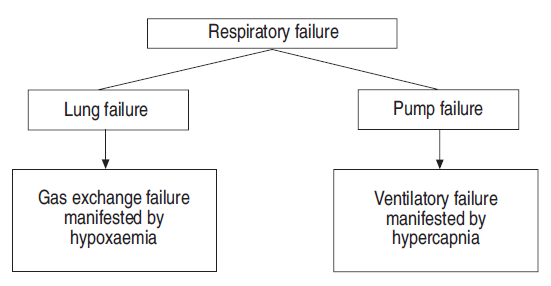 Respiratory failure
Lung failure
Pump failure
Gas exchange failure
manifested by
hypoxaemia
Ventilatory failure
manifested by
hypercapnia